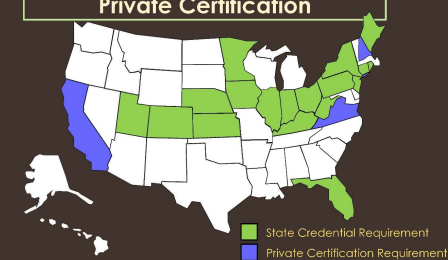 Private Certification
State Credential Requirement
Private Certification Requirement